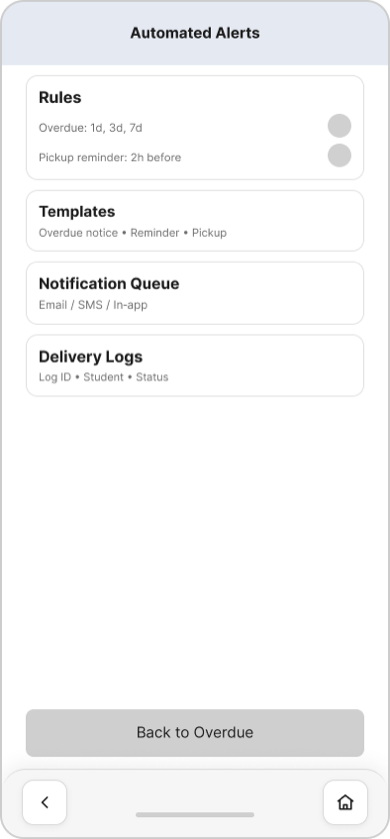 Automated Alerts
Rules
Overdue: 1d, 3d, 7d
Pickup reminder: 2h before
Templates
Overdue notice • Reminder • Pickup
Notification Queue
Email / SMS / In-app
Delivery Logs
Log ID • Student • Status
Back to Overdue